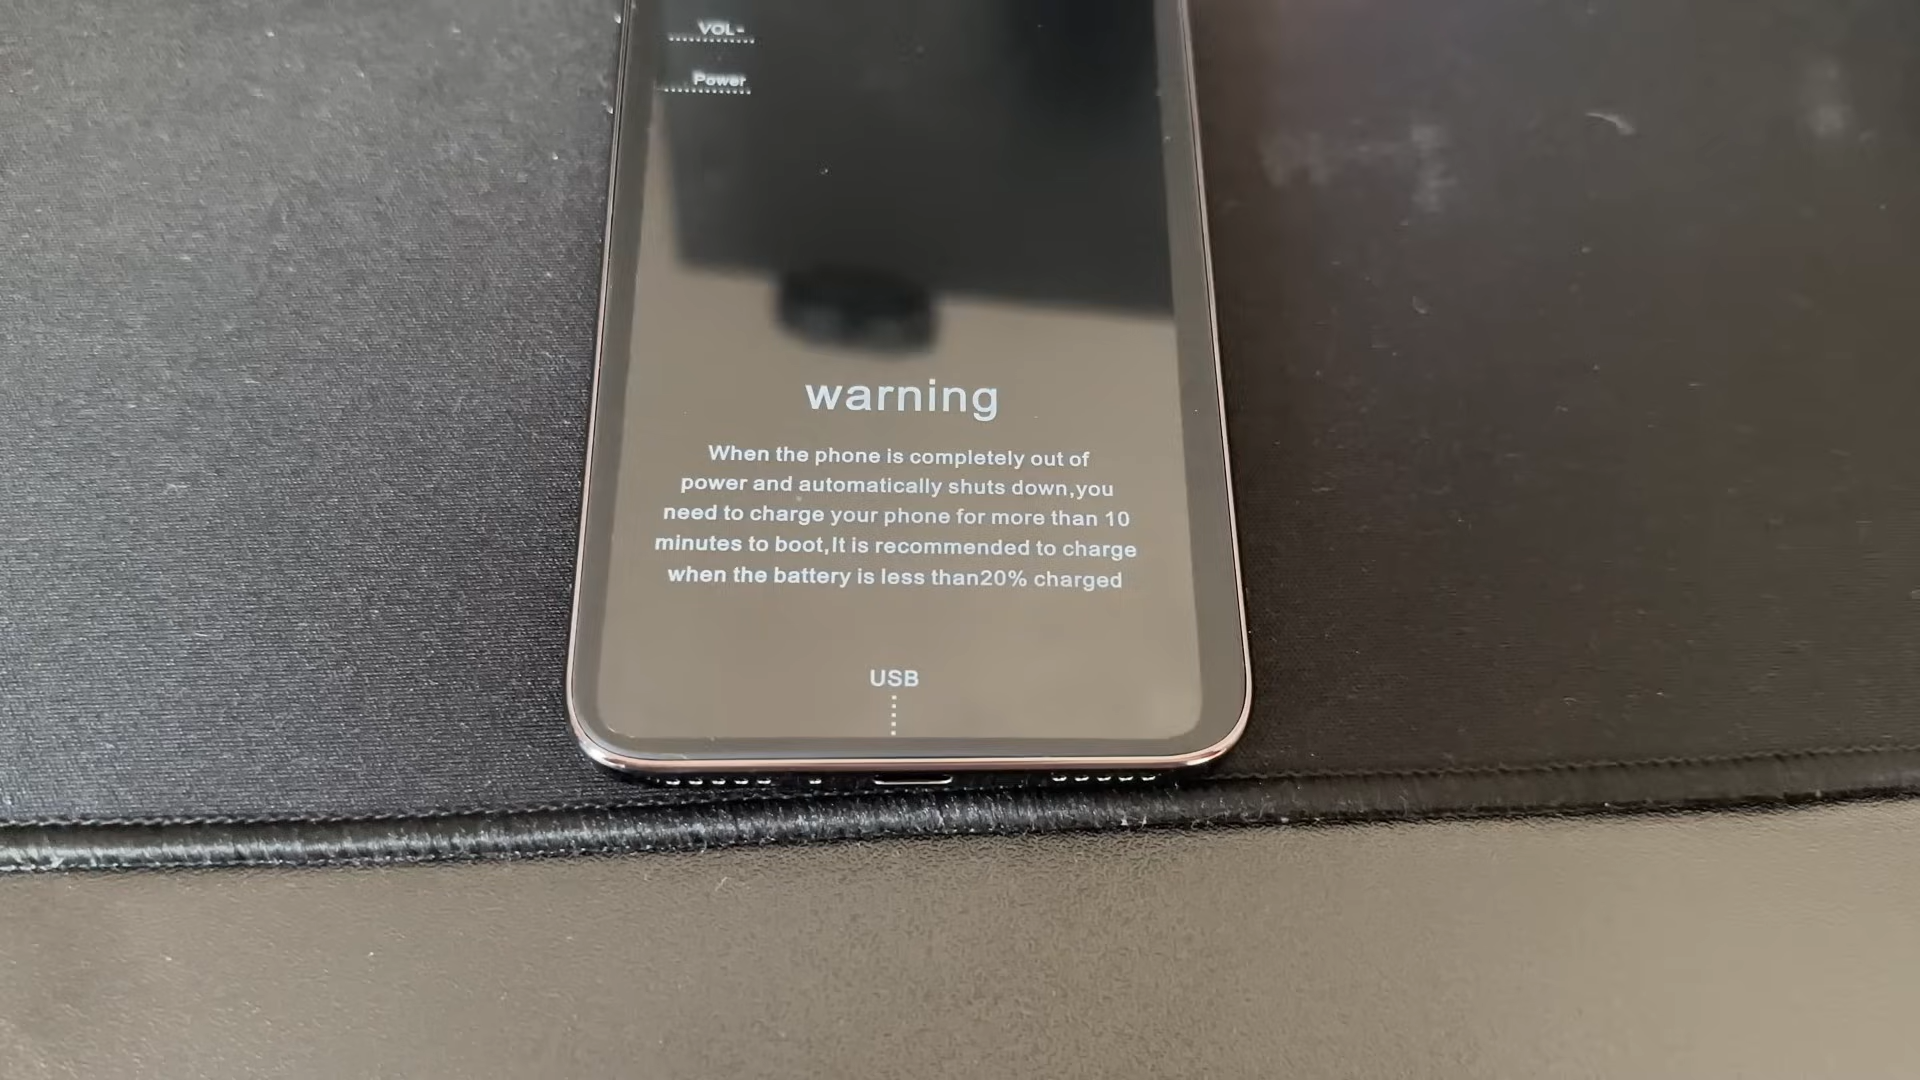 VOL-
Power
warning
When the phone is completely out of
power and automatically shuts down,you
need to charge your phone for more than 10
minutes to boot,It is recommended to charge
when the battery is less than20% charged
USB